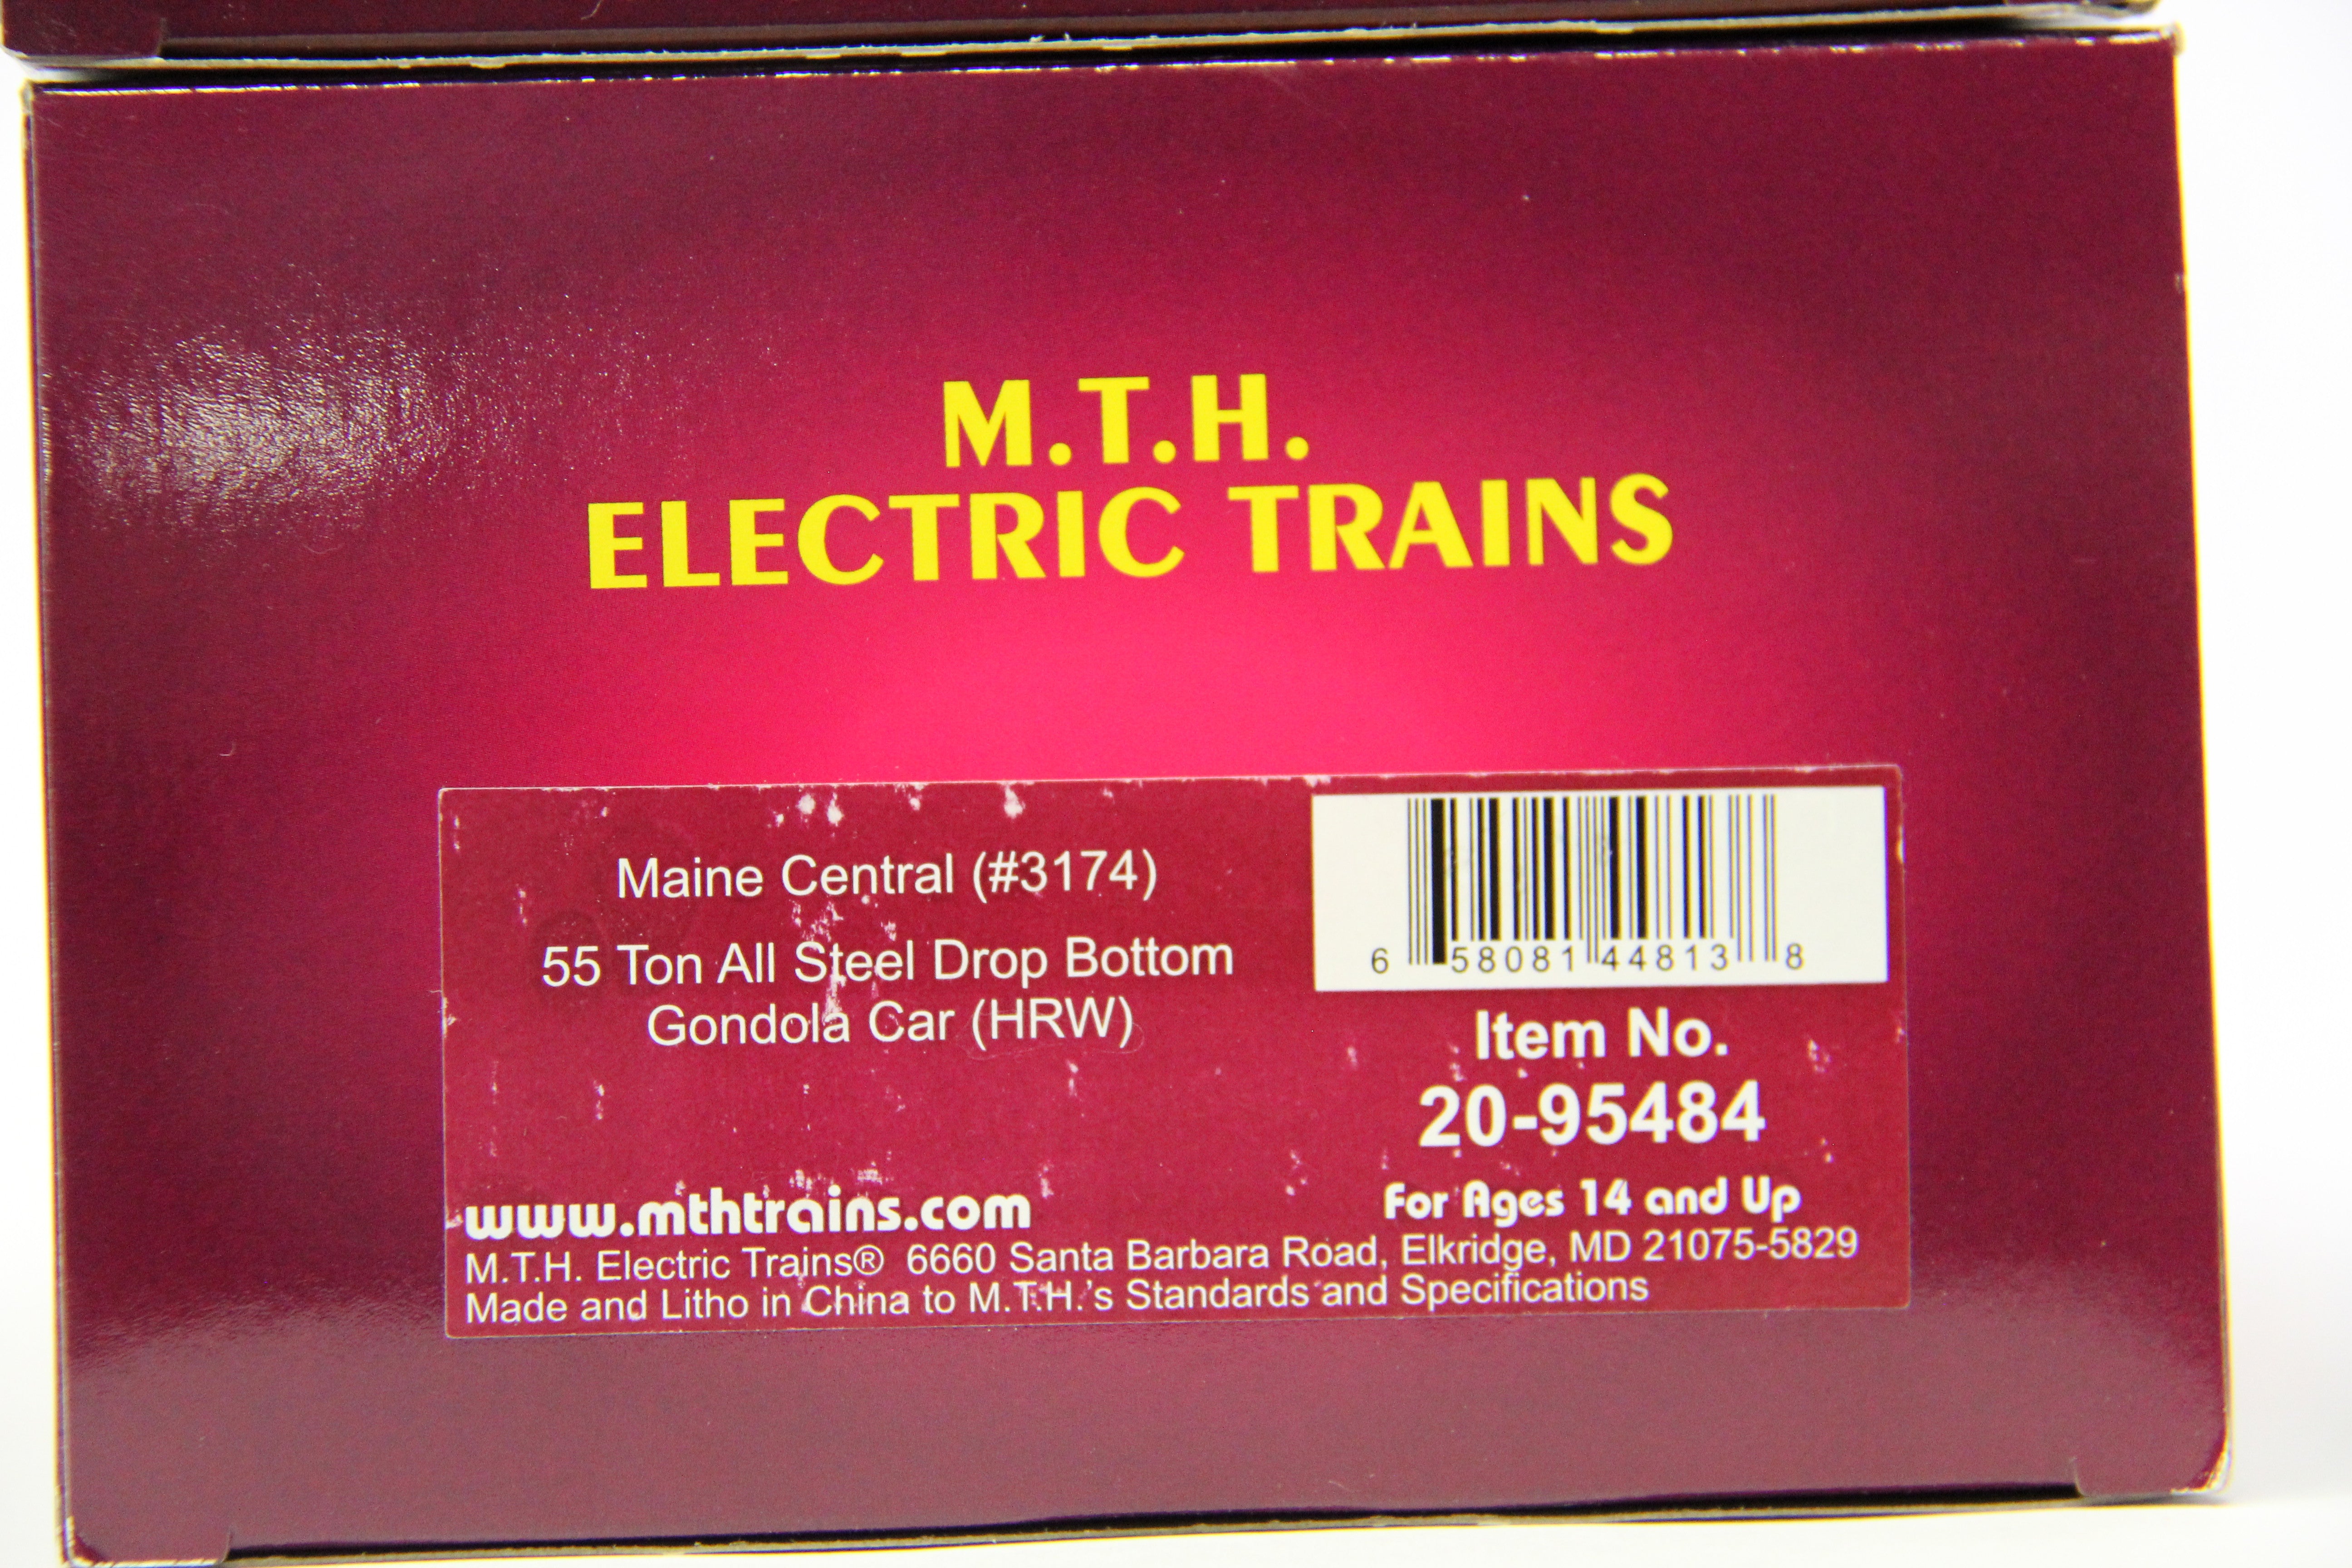 M.T.H.
ELECTRIC TRAINS
Maine Central (#3174)
55 Ton All Steel Drop Bottom
Gondola Car (HRW)
6 58081 44813 8
Item No.
20-95484
For Ages 14 and Up
www.mthtrains.com
M.T.H. Electric Trains® 6660 Santa Barbara Road, Elkridge, MD 21075-5829
Made and Litho in China to M.T.H.'s Standards and Specifications